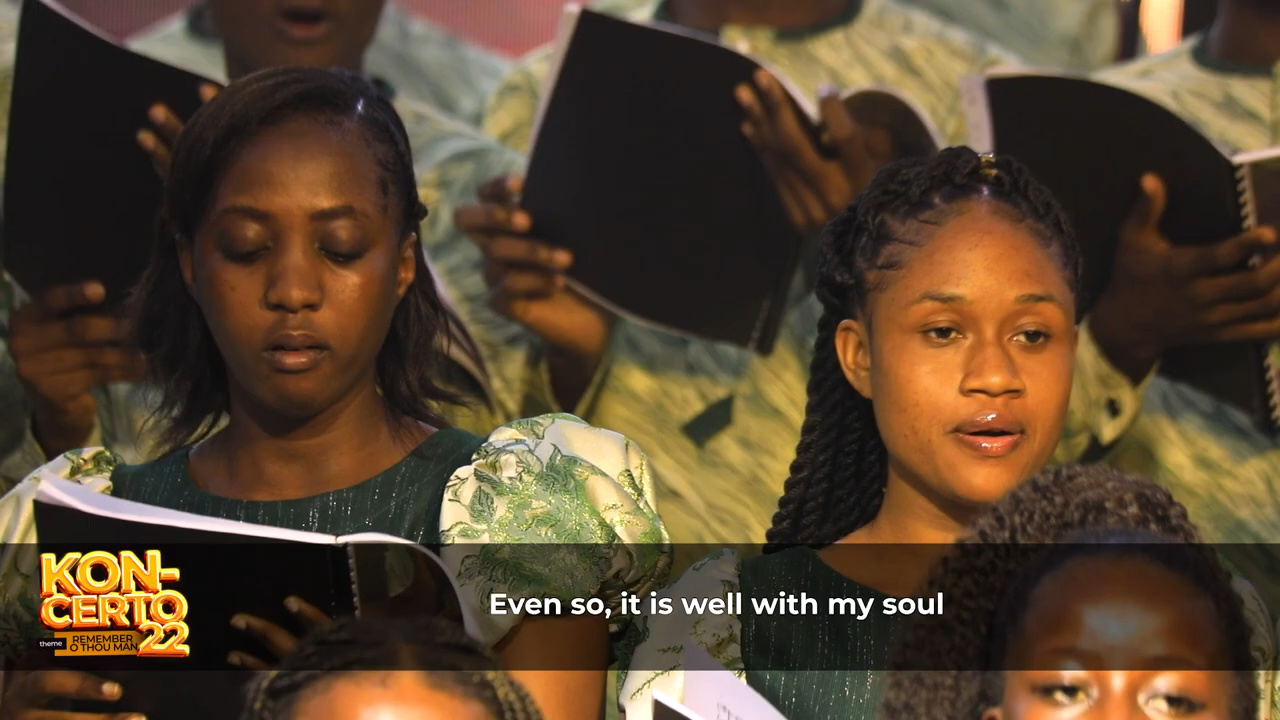 KON-
CERTO
22
theme
REMEMBER
O THOU MAN
Even so, it is well with my soul